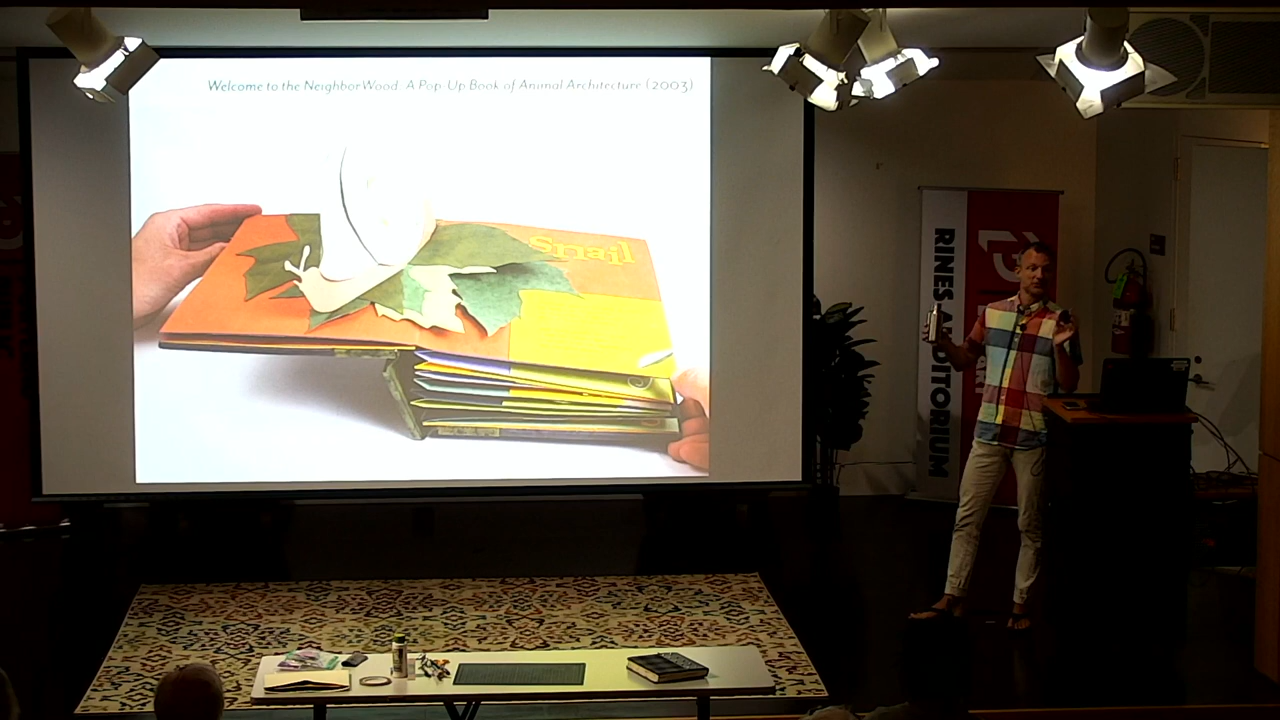 Welcome to the NeighborWood: A Pop-Up Book of Animal Architecture (2003)
Snail
RINES AUDITORIUM